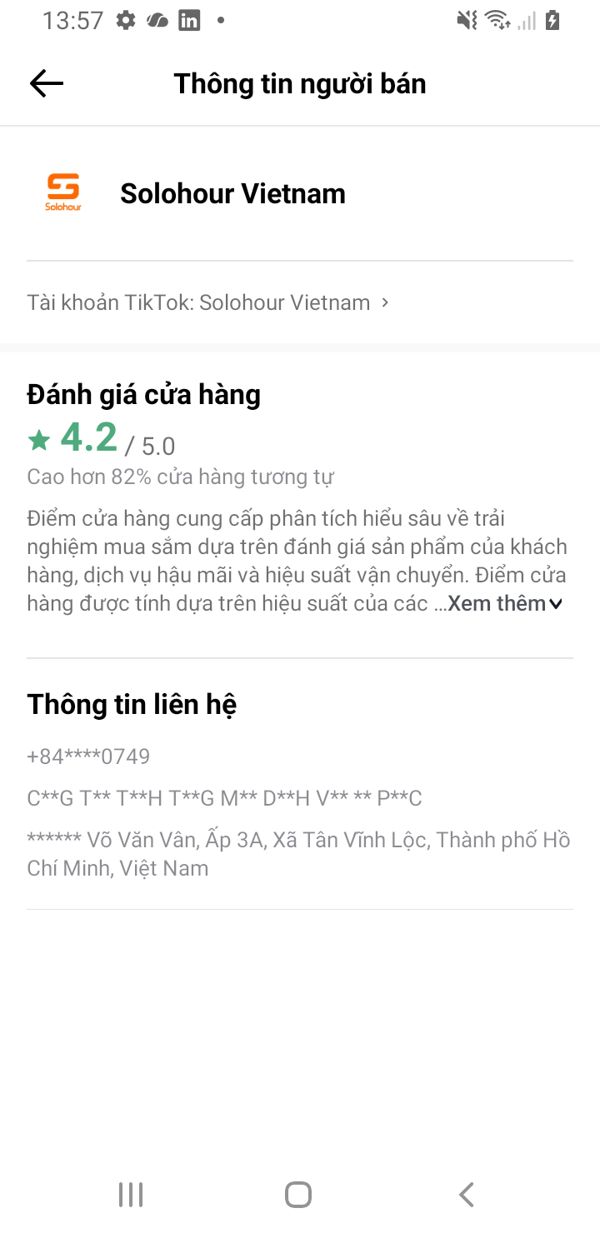 13:57
in
Thông tin người bán
Solohour
Solohour Vietnam
Tài khoản TikTok: Solohour Vietnam
Đánh giá cửa hàng
4.2 / 5.0
Cao hơn 82% cửa hàng tương tự
Điểm cửa hàng cung cấp phân tích hiểu sâu về trải
nghiệm mua sắm dựa trên đánh giá sản phẩm của khách
hàng, dịch vụ hậu mãi và hiệu suất vận chuyển. Điểm cửa
hàng được tính dựa trên hiệu suất của các ...Xem thêm
Thông tin liên hệ
+84****0749
C**G T** T**H T**G M** D**H V** ** P**C
****** Võ Văn Vân, Ấp 3A, Xã Tân Vĩnh Lộc, Thành phố Hồ
Chí Minh, Việt Nam